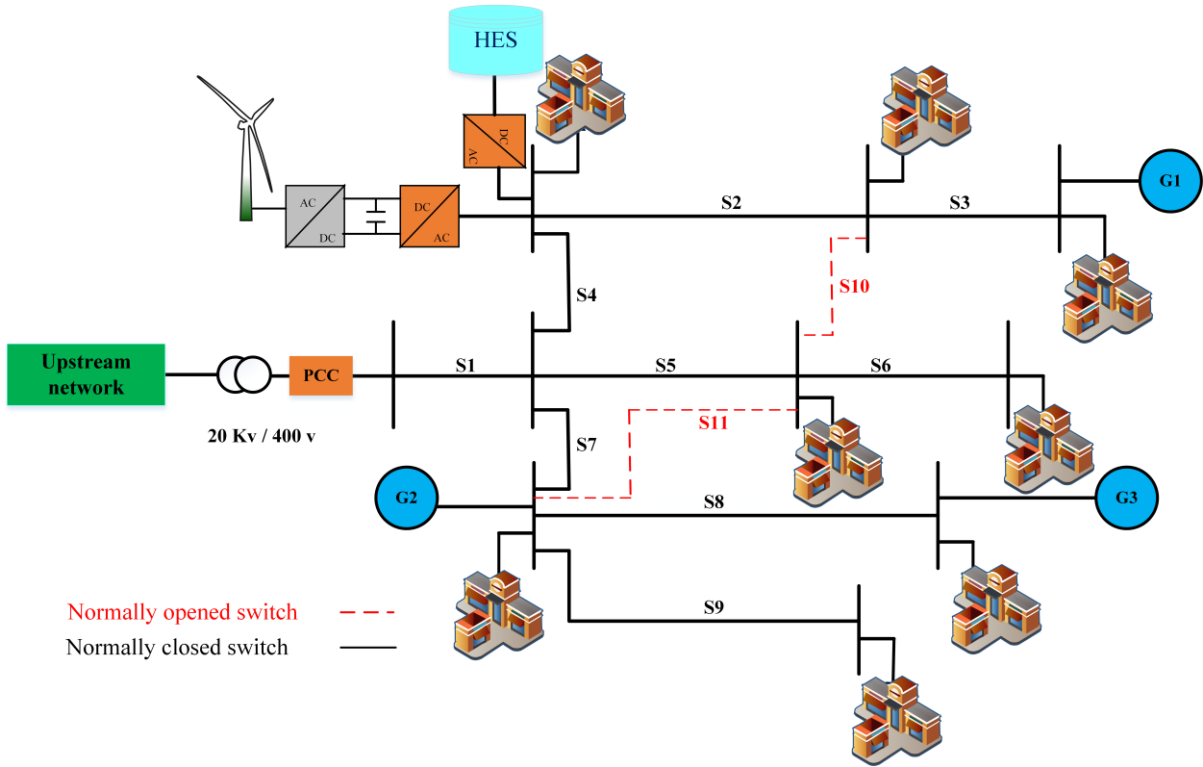 HES
DC
AC
G1
AC
DC
DC
AC
S2
S3
S4
S10
Upstream
network
PCC
S1
S5
S6
20 Kv / 400 v
S7
S11
G2
S8
G3
S9
Normally opened switch
Normally closed switch